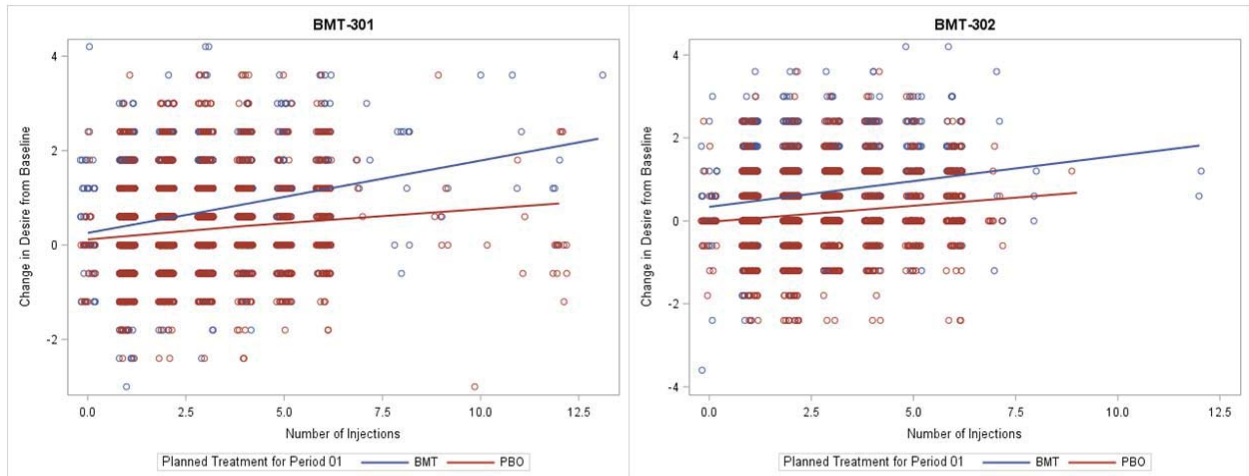 BMT-301
4
2
0
-2
Change in Desire from Baseline
0.0 2.5 5.0 7.5 10.0 12.5
Number of Injections
Planned Treatment for Period 01 BMT PBO
BMT-302
4
2
0
-2
-4
Change in Desire from Baseline
0.0 2.5 5.0 7.5 10.0 12.5
Number of Injections
Planned Treatment for Period 01 BMT PBO